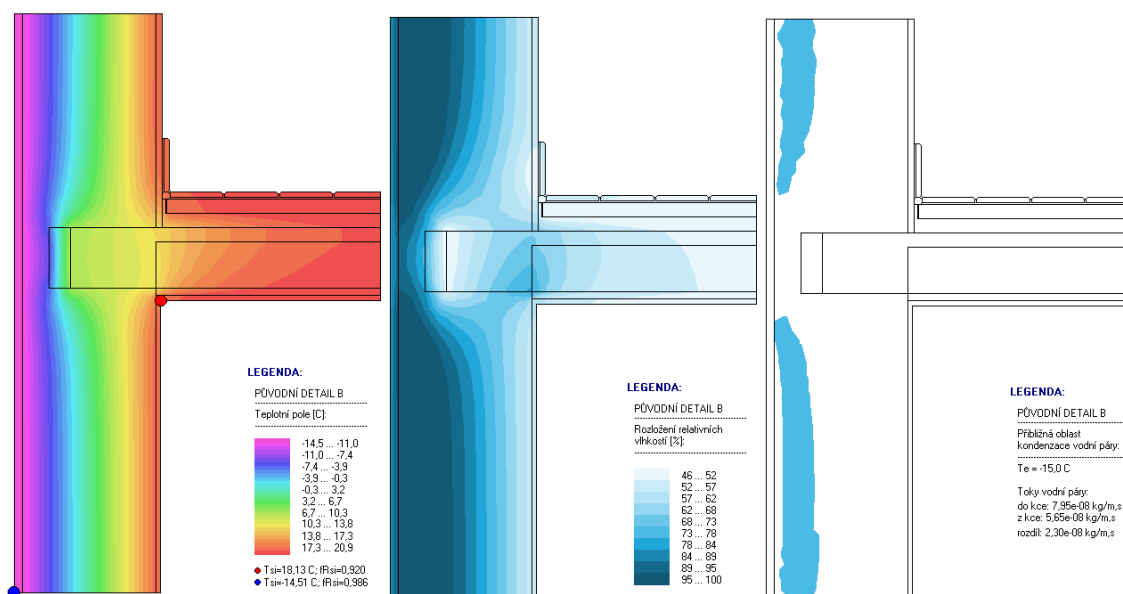 LEGENDA:
PŮVODNÍ DETAIL B
Teplotní pole [C]:
-14,5 ... -11,0
-11,0 ... -7,4
-7,4 ... -3,9
-3,9 ... -0,3
-0,3 ... 3,2
3,2 ... 6,7
6,7 ... 10,3
10,3 ... 13,8
13,8 ... 17,3
17,3 ... 20,9
Tsi=18,13 C; fRsi=0,920
Tsi=-14,51 C; fRsi=0,986
LEGENDA:
PŮVODNÍ DETAIL B
Rozložení relativních
vlhkostí [%]:
46 ... 52
52 ... 57
57 ... 62
62 ... 68
68 ... 73
73 ... 78
78 ... 84
84 ... 89
89 ... 95
95 ... 100
LEGENDA:
PŮVODNÍ DETAIL B
Přibližná oblast
kondenzace vodní páry:
Te = -15,0 C
Toky vodní páry:
do kce: 7,95e-08 kg/m,s
z kce: 5,65e-08 kg/m,s
rozdíl: 2,30e-08 kg/m,s